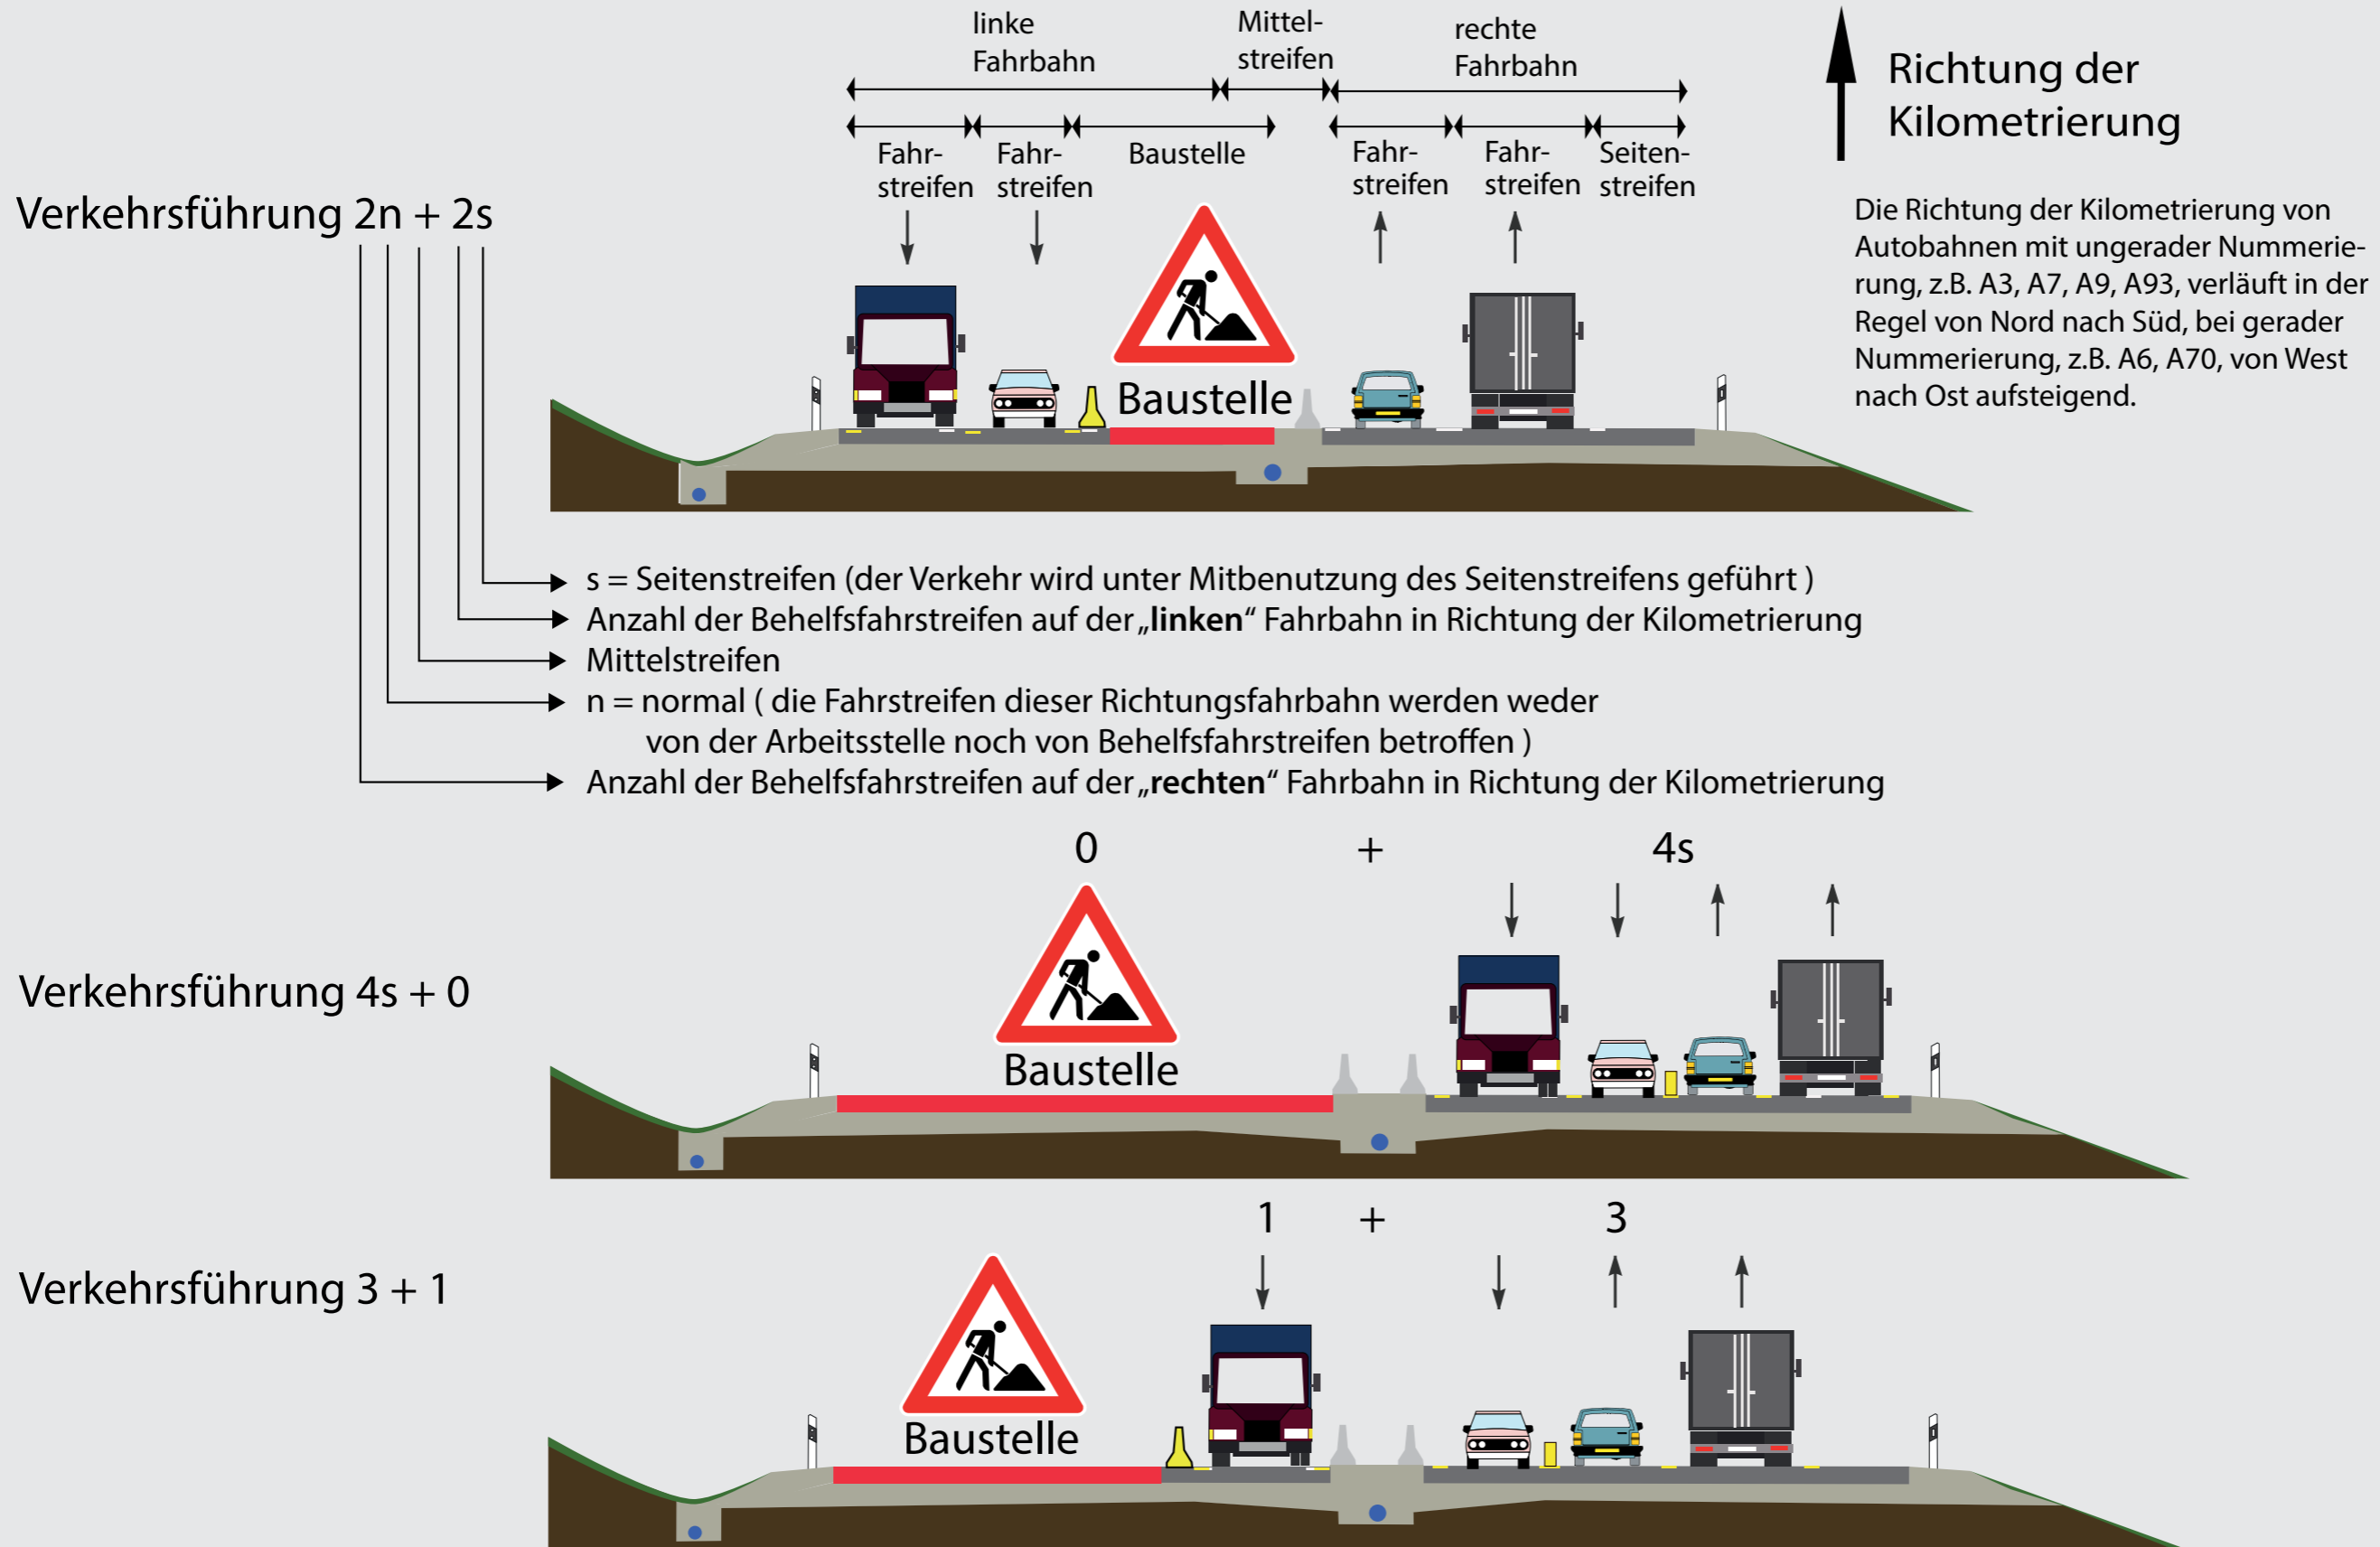 linke
Fahrbahn
Mittel-
streifen
rechte
Fahrbahn
Richtung der
Kilometrierung
Fahr-
streifen
Fahr-
streifen
Baustelle
Fahr-
streifen
Fahr-
streifen
Seiten-
streifen
Verkehrsführung 2n + 2s
Die Richtung der Kilometrierung von
Autobahnen mit ungerader Nummerie-
rung, z.B. A3, A7, A9, A93, verläuft in der
Regel von Nord nach Süd, bei gerader
Nummerierung, z.B. A6, A70, von West
nach Ost aufsteigend.
Baustelle
s = Seitenstreifen (der Verkehr wird unter Mitbenutzung des Seitenstreifens geführt )
Anzahl der Behelfsfahrstreifen auf der „linken“ Fahrbahn in Richtung der Kilometrierung
Mittelstreifen
n = normal ( die Fahrstreifen dieser Richtungsfahrbahn werden weder
von der Arbeitsstelle noch von Behelfsfahrstreifen betroffen )
Anzahl der Behelfsfahrstreifen auf der „rechten“ Fahrbahn in Richtung der Kilometrierung
0 + 4s
Verkehrsführung 4s + 0
Baustelle
1 + 3
Verkehrsführung 3 + 1
Baustelle